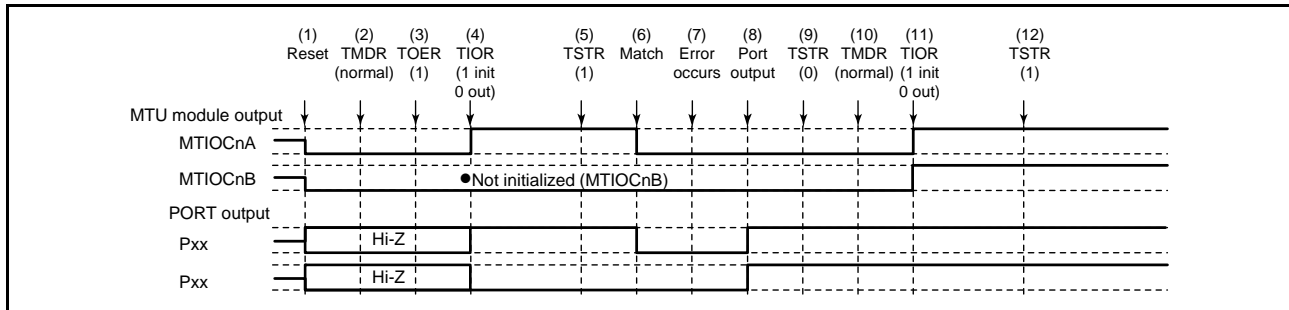 (1) (2) (3) (4) (5) (6) (7) (8) (9) (10) (11) (12)
Reset TMDR TOER TIOR TSTR Match Error Port TSTR TMDR TIOR TSTR
(normal) (1) (1 init (1) occurs output (0) (normal) (1 init (1)
0 out) 0 out)
MTU module output
MTIOCnA
MTIOCnB ●Not initialized (MTIOCnB)
PORT output
Pxx Hi-Z
Pxx Hi-Z